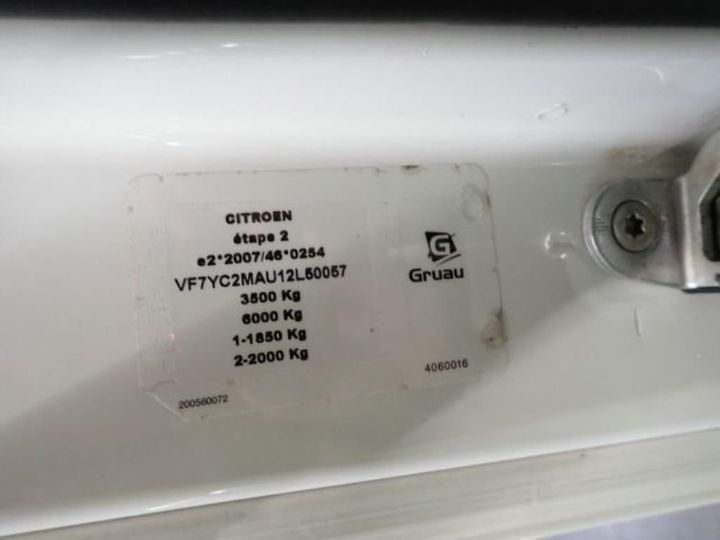 CITROEN
étape 2
e2*2007/46*0254
VF7YC2MAU12L50057
3500 Kg
6000 Kg
1-1850 Kg
2-2000 Kg
G
Gruau
200560072
4060016